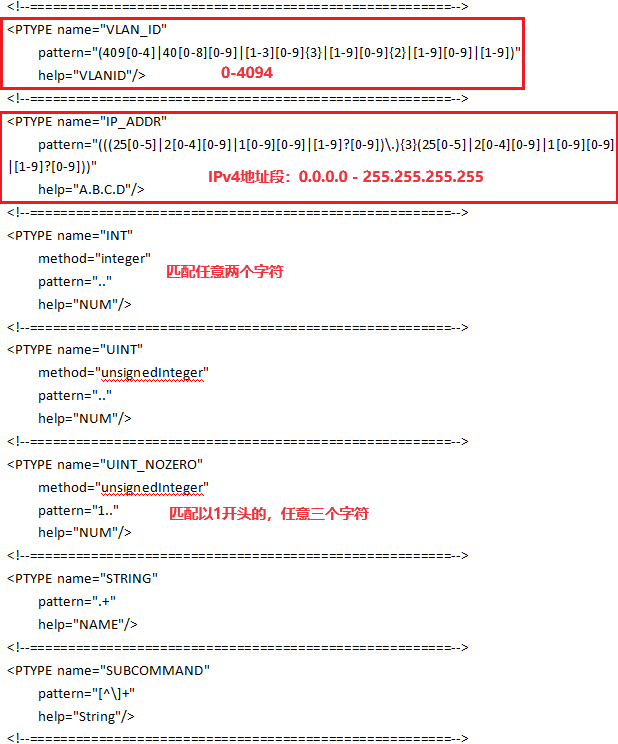 <!--=====================================================-->
<PTYPE name="VLAN_ID"
pattern="(409[0-4]|40[0-8][0-9]|[1-3][0-9]{3}|[1-9][0-9]{2}|[1-9][0-9]|[1-9])"
help="VLANID"/> 0-4094
<!--=====================================================-->
<PTYPE name="IP_ADDR"
pattern="(((25[0-5]|2[0-4][0-9]|1[0-9][0-9]|[1-9]?[0-9])\.){3}(25[0-5]|2[0-4][0-9]|1[0-9][0-9]
|[1-9]?[0-9]))"
IPv4地址段：0.0.0.0 - 255.255.255.255
help="A.B.C.D"/>
<!--=====================================================-->
<PTYPE name="INT"
method="integer"
匹配任意两个字符
pattern=".."
help="NUM"/>
<!--=====================================================-->
<PTYPE name="UINT"
method="unsignedInteger"
pattern=".."
help="NUM"/>
<!--=====================================================-->
<PTYPE name="UINT_NOZERO"
method="unsignedInteger"
pattern="1.."
匹配以1开头的，任意三个字符
help="NUM"/>
<!--=====================================================-->
<PTYPE name="STRING"
pattern=".+"
help="NAME"/>
<!--=====================================================-->
<PTYPE name="SUBCOMMAND"
pattern="[^\]+"
help="String"/>
<!--=====================================================-->